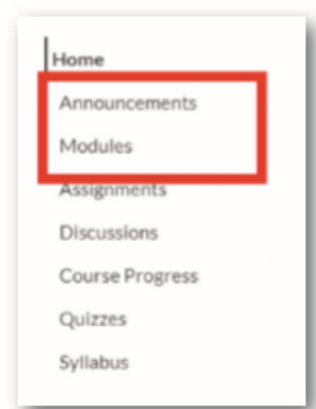 Home
Announcements
Modules
Assignments
Discussions
Course Progress
Quizzes
Syllabus